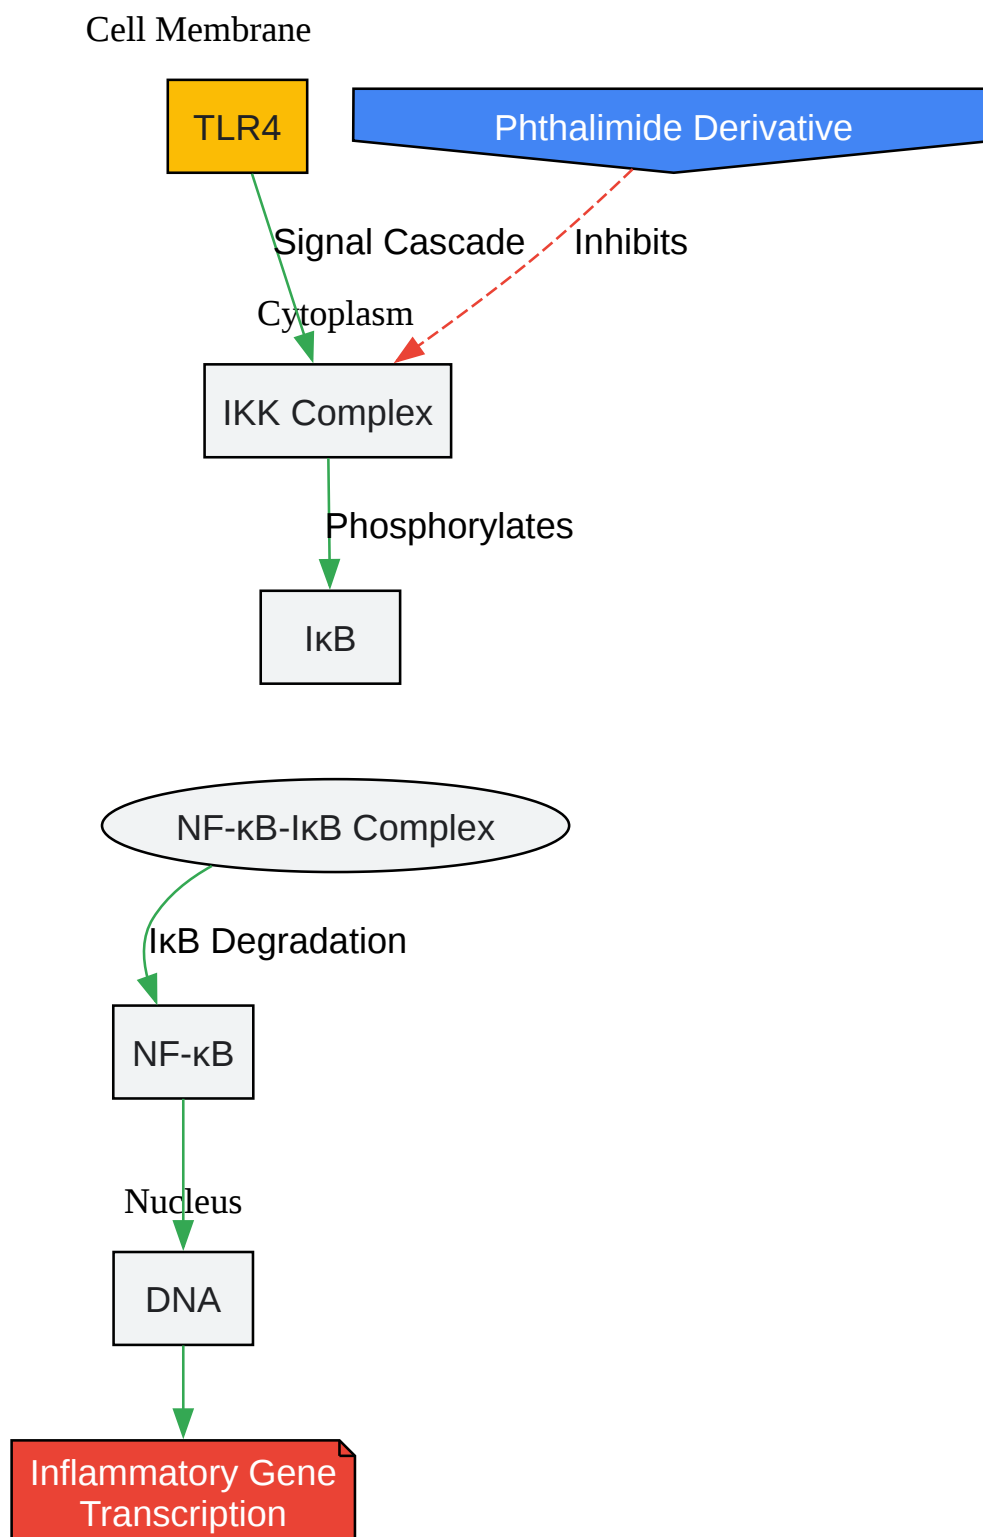 Cell Membrane
TLR4
Phthalimide Derivative
Signal Cascade
Inhibits
Cytoplasm
IKK Complex
Phosphorylates
IκB
NF-κB-IκB Complex
IκB Degradation
NF-κB
Nucleus
DNA
Inflammatory Gene
Transcription